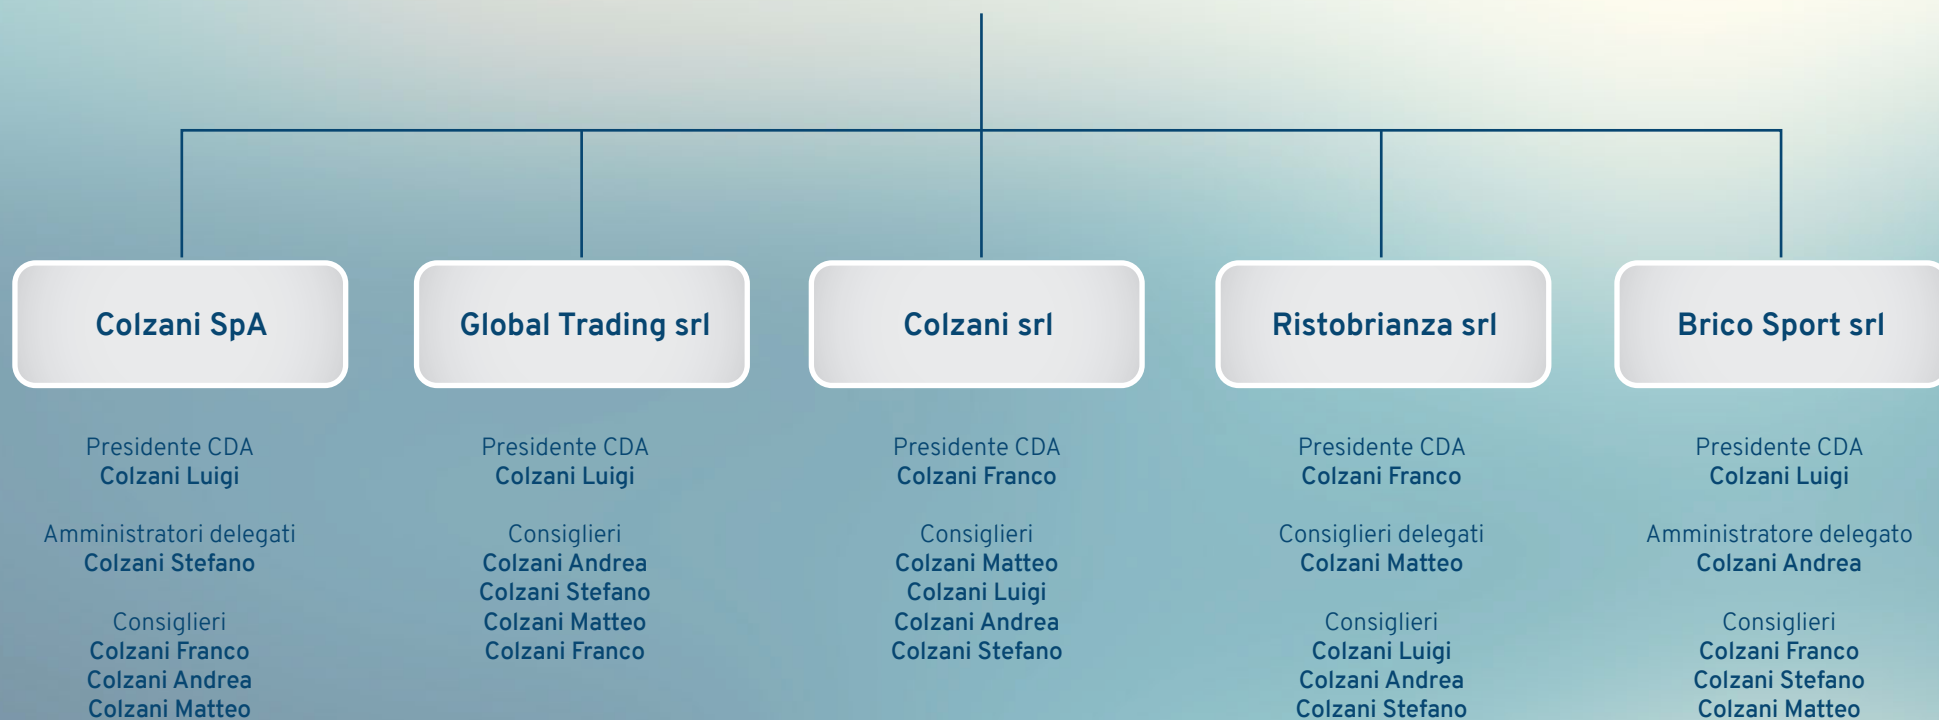 Colzani SpA
Presidente CDA
Colzani Luigi
Amministratori delegati
Colzani Stefano
Consiglieri
Colzani Franco
Colzani Andrea
Colzani Matteo
Global Trading srl
Presidente CDA
Colzani Luigi
Consiglieri
Colzani Andrea
Colzani Stefano
Colzani Matteo
Colzani Franco
Colzani srl
Presidente CDA
Colzani Franco
Consiglieri
Colzani Matteo
Colzani Luigi
Colzani Andrea
Colzani Stefano
Ristobrianza srl
Presidente CDA
Colzani Franco
Consiglieri delegati
Colzani Matteo
Consiglieri
Colzani Luigi
Colzani Andrea
Colzani Stefano
Brico Sport srl
Presidente CDA
Colzani Luigi
Amministratore delegato
Colzani Andrea
Consiglieri
Colzani Franco
Colzani Stefano
Colzani Matteo